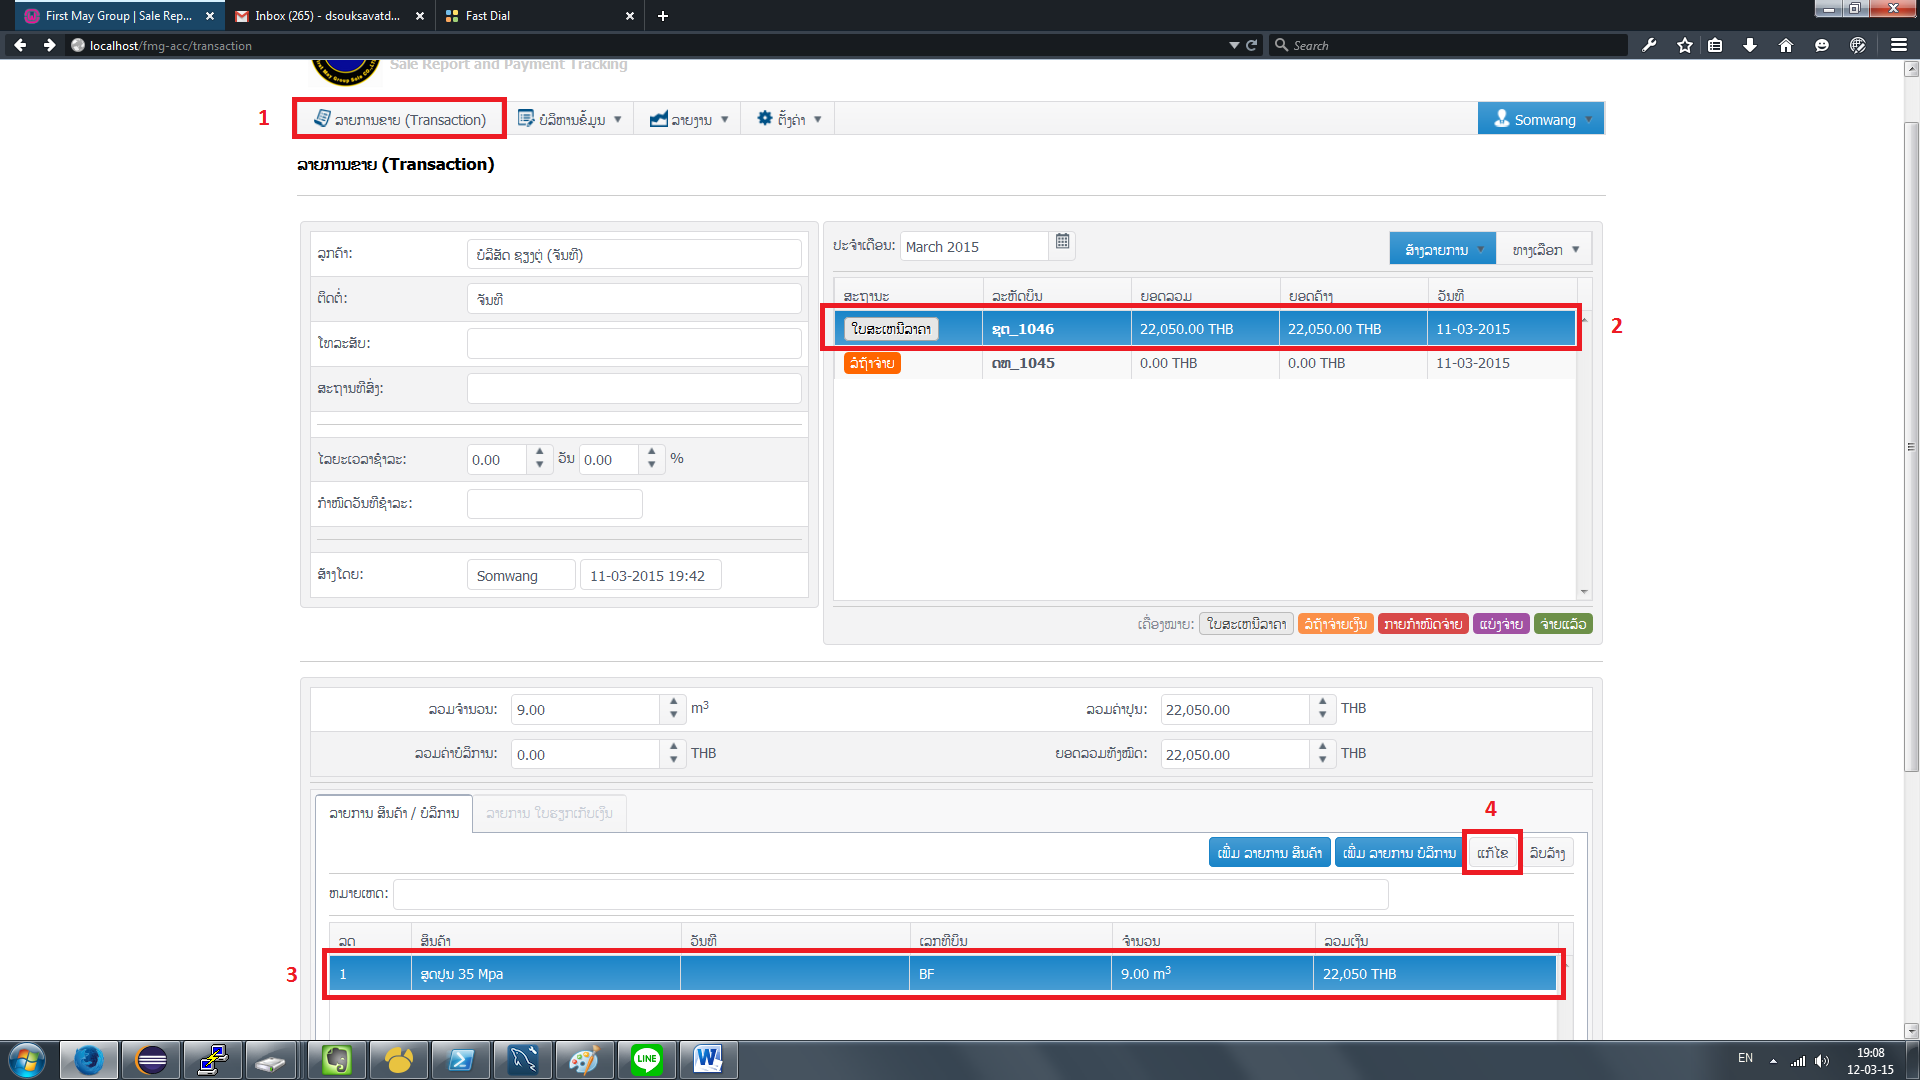 First May Group | Sale Rep...
Inbox (265) - dsouksavatd...
Fast Dial
localhost/fmg-acc/transaction
Search
Sale Report and Payment Tracking
1
ລາຍການຂາຍ (Transaction)
ບໍລິຫານຂໍ້ມູນ
ລາຍງານ
ຕັ້ງຄ່າ
Somwang
ລາຍການຂາຍ (Transaction)
ລູກຄ້າ: ບໍລິສັດ ຊຽງຕູ່ (ຈັນທີ)
ຕິດຕໍ່: ຈັນທີ
ໂທລະສັບ:
ສະຖານທີ່ສົ່ງ:
ໄລຍະເວລາຊຳລະ: 0.00 ວັນ 0.00 %
ກຳໜົດວັນທີຊຳລະ:
ສ້າງໂດຍ: Somwang 11-03-2015 19:42
ປະຈຳເດືອນ: March 2015
ສ້າງລາຍການ
ທາງເລືອກ
ສະຖານະ ລະຫັດບິນ ຍອດລວມ ຍອດຄ້າງ ວັນທີ
ໃບສະເຫນີລາຄາ ຊຕ_1046 22,050.00 THB 22,050.00 THB 11-03-2015
2
ລໍຖ້າຈ່າຍ ດຫ_1045 0.00 THB 0.00 THB 11-03-2015
ເຄື່ອງໝາຍ: ໃບສະເຫນີລາຄາ ລໍຖ້າຈ່າຍເງິນ ກາຍກຳໜົດຈ່າຍ ແບ່ງຈ່າຍ ຈ່າຍແລ້ວ
ລວມຈຳນວນ: 9.00 m³
ລວມຄ່າປູນ: 22,050.00 THB
ລວມຄ່າບໍລິການ: 0.00 THB
ຍອດລວມທັງໝົດ: 22,050.00 THB
4
ລາຍການ ສິນຄ້າ / ບໍລິການ
ລາຍການ ໃບຮຽກເກັບເງິນ
ເພີ່ມ ລາຍການ ສິນຄ້າ
ເພີ່ມ ລາຍການ ບໍລິການ
ແກ້ໄຂ
ລຶບລ້າງ
ຫມາຍເຫດ:
ລດ ສິນຄ້າ ວັນທີ ເລກທີບິນ ຈຳນວນ ລວມເງິນ
3
1 ສູດປູນ 35 Mpa BF 9.00 m³ 22,050 THB
LINE
EN
19:08
12-03-15